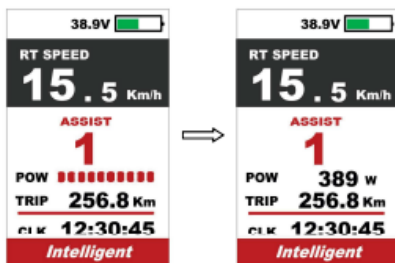 38.9V
RT SPEED
15.5 Km/h
ASSIST
1
POW
TRIP 256.8 Km
CLK 12:30:45
Intelligent
38.9V
RT SPEED
15.5 Km/h
ASSIST
1
POW 389 W
TRIP 256.8 Km
CLK 12:30:45
Intelligent